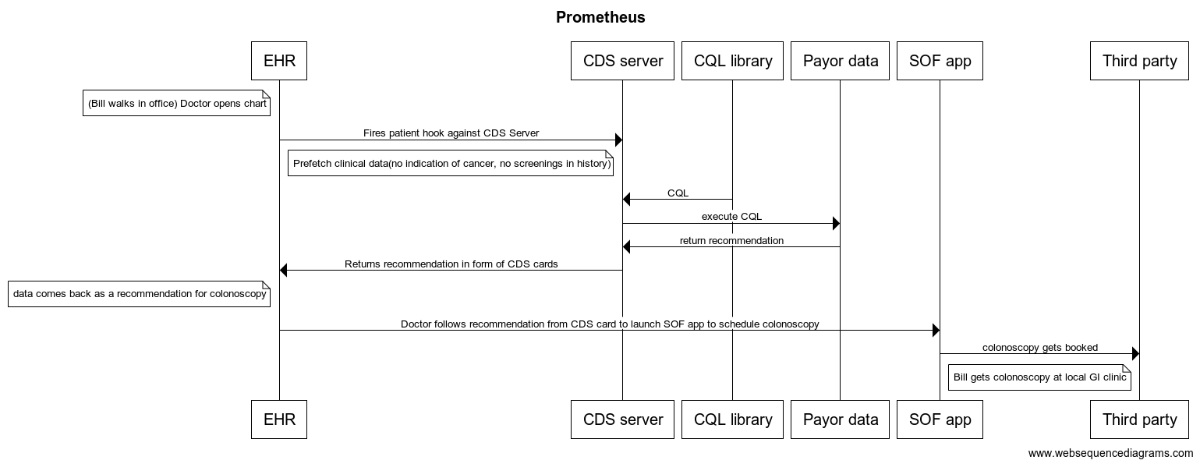 Prometheus
EHR
CDS server
CQL library
Payor data
SOF app
Third party
(Bill walks in office) Doctor opens chart
Fires patient hook against CDS Server
Prefetch clinical data(no indication of cancer, no screenings in history)
CQL
execute CQL
return recommendation
Returns recommendation in form of CDS cards
data comes back as a recommendation for colonoscopy
Doctor follows recommendation from CDS card to launch SOF app to schedule colonoscopy
colonoscopy gets booked
Bill gets colonoscopy at local GI clinic
EHR
CDS server
CQL library
Payor data
SOF app
Third party
www.websequencediagrams.com